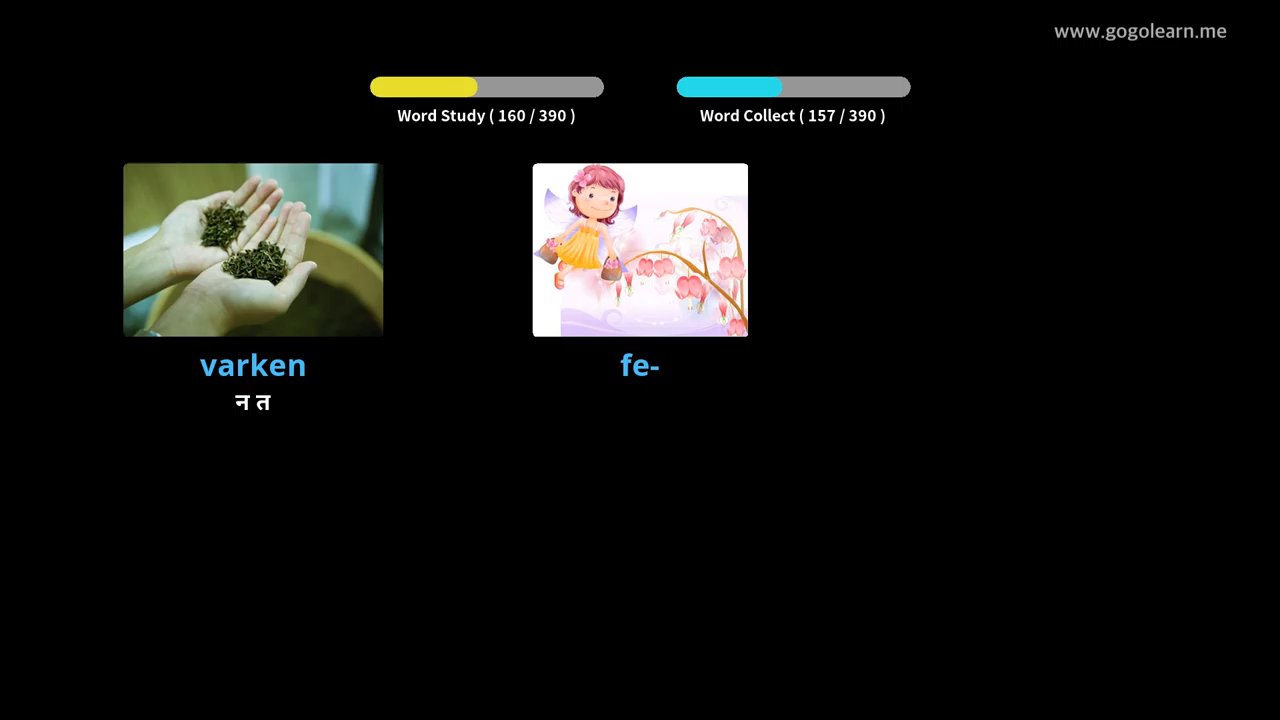 www.gogolearn.me
Word Study ( 160 / 390 )
Word Collect ( 157 / 390 )
varken
न त
fe-